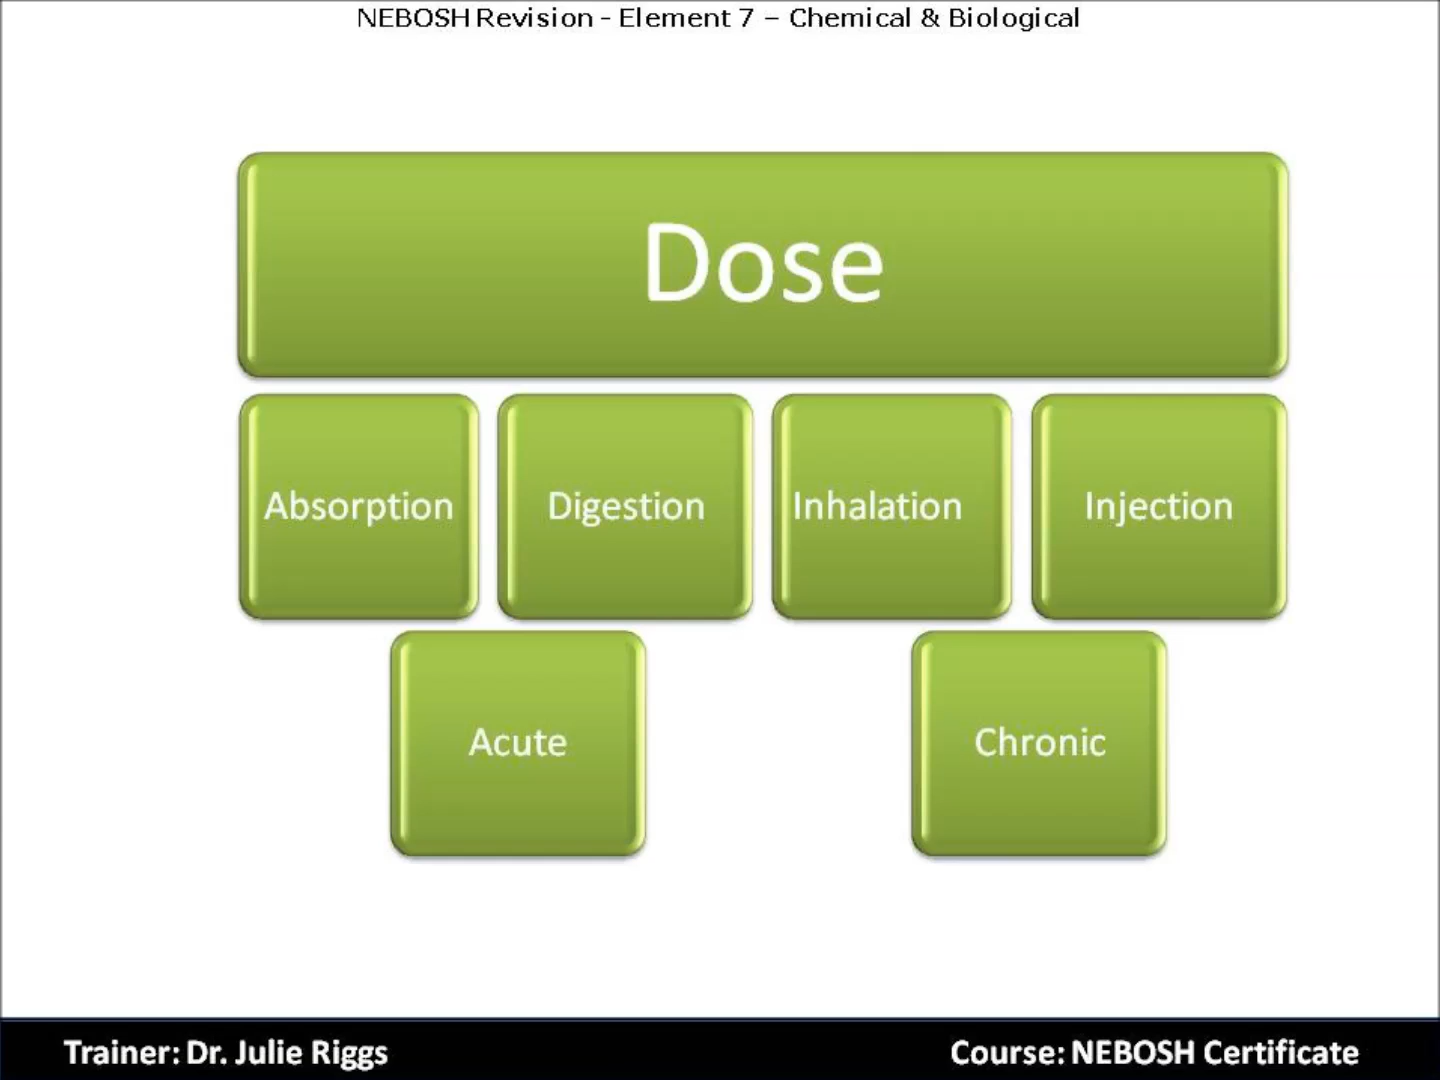 NEBOSH Revision - Element 7 – Chemical & Biological
Dose
Absorption
Digestion
Inhalation
Injection
Acute
Chronic
Trainer: Dr. Julie Riggs
Course: NEBOSH Certificate